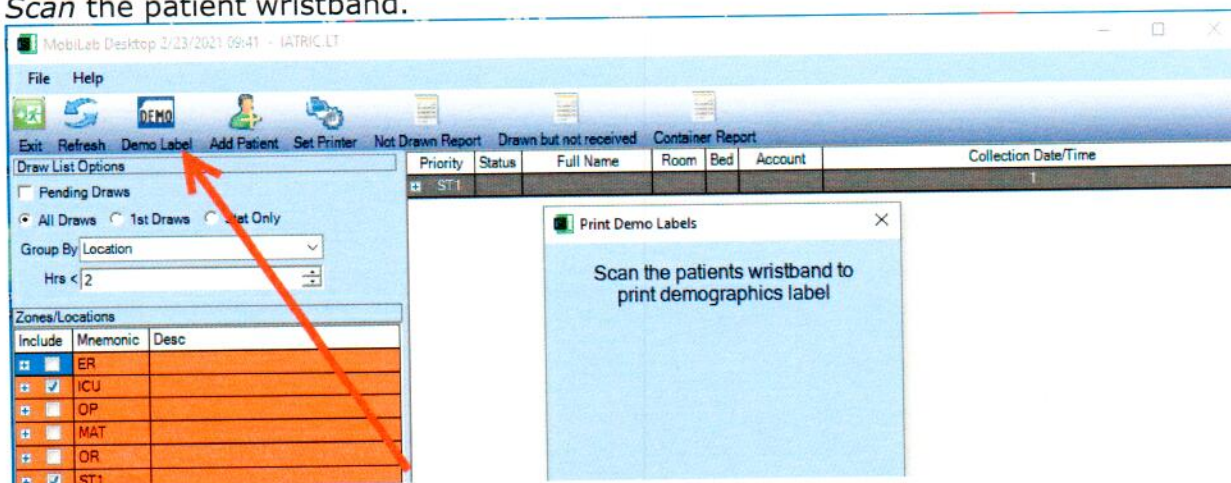 Scan the patient wristband.
MobiLab Desktop 2/23/2021 09:41 - IATRIC.LT
File Help
DEMO
Exit Refresh Demo Label Add Patient Set Printer Not Drawn Report Drawn but not received Container Report
Draw List Options
Priority Status Full Name Room Bed Account Collection Date/Time
ST1 1
Pending Draws
All Draws 1st Draws Stat Only
Group By Location
Hrs < 2
Print Demo Labels
Scan the patients wristband to
print demographics label
Zones/Locations
Include Mnemonic Desc
ER
ICU
OP
MAT
OR
ST1